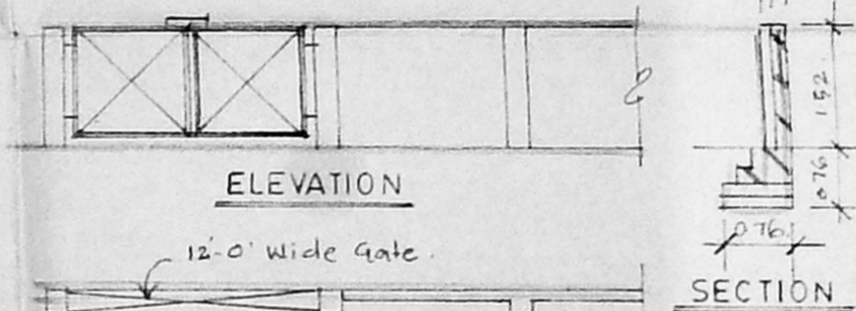 ELEVATION
12'-0' Wide Gate.
1.52
0.76
0.76
SECTION